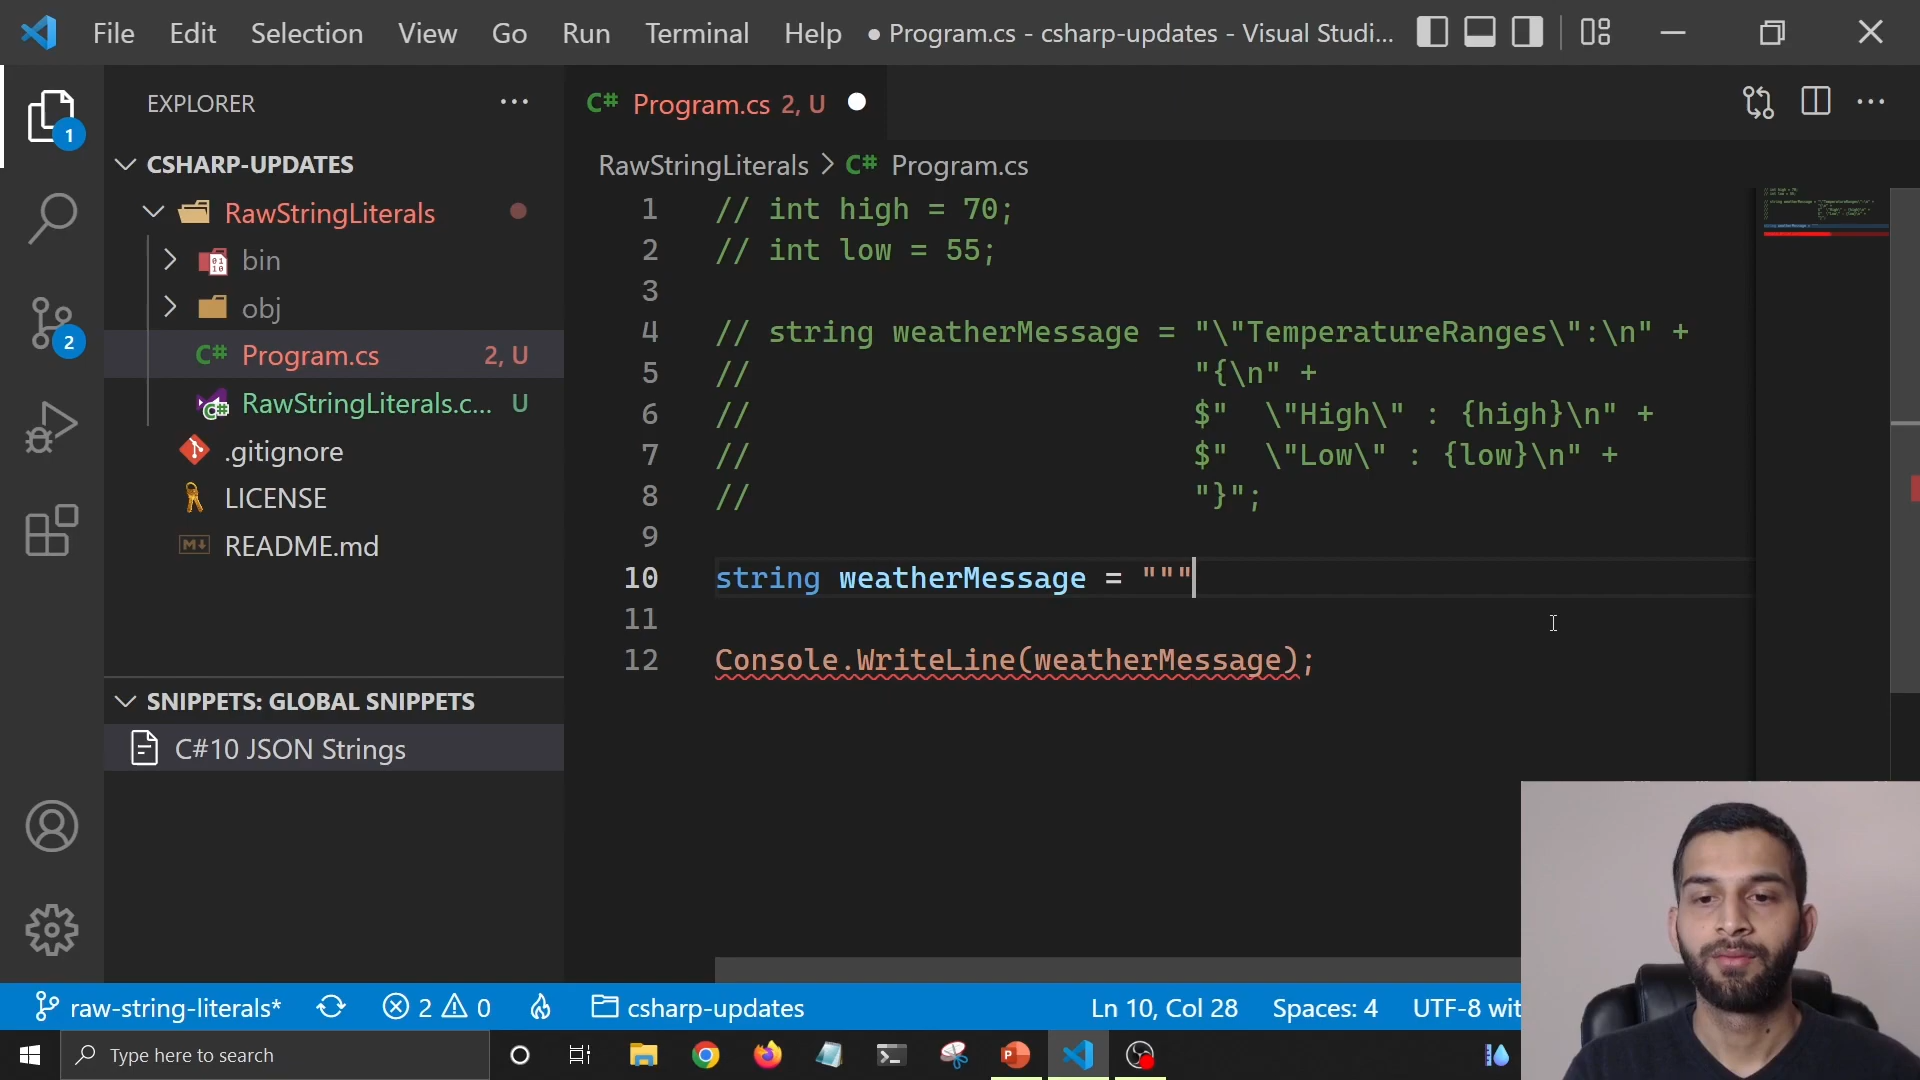 File Edit Selection View Go Run Terminal Help ● Program.cs - csharp-updates - Visual Studi...
EXPLORER ...
1
CSHARP-UPDATES
RawStringLiterals
bin
obj
2
Program.cs 2, U
RawStringLiterals.c... U
.gitignore
LICENSE
README.md
SNIPPETS: GLOBAL SNIPPETS
C#10 JSON Strings
C# Program.cs 2, U
RawStringLiterals > C# Program.cs
1 // int high = 70;
2 // int low = 55;
3
4 // string weatherMessage = "\"TemperatureRanges\":\n" +
5 // "{\n" +
6 // $"  \"High\" : {high}\n" +
7 // $"  \"Low\" : {low}\n" +
8 // "}";
9
10 string weatherMessage = """
11
12 Console.WriteLine(weatherMessage);
raw-string-literals* 2 0 csharp-updates Ln 10, Col 28 Spaces: 4 UTF-8 wit
Type here to search